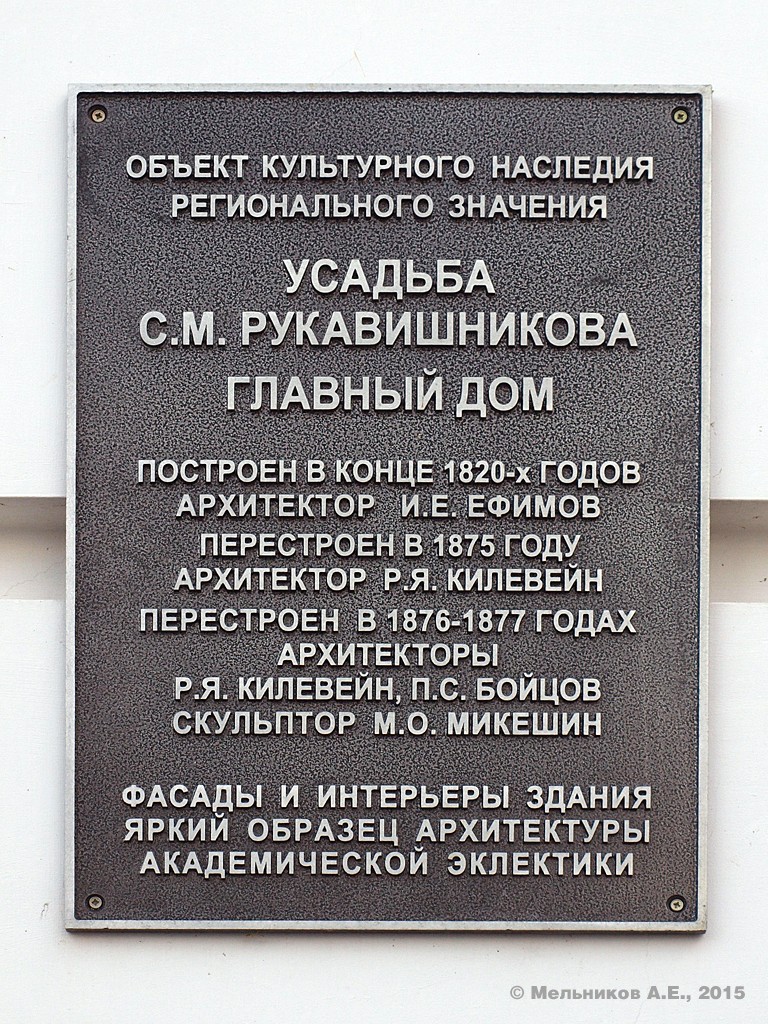 ОБЪЕКТ КУЛЬТУРНОГО НАСЛЕДИЯ
РЕГИОНАЛЬНОГО ЗНАЧЕНИЯ
УСАДЬБА
С.М. РУКАВИШНИКОВА
ГЛАВНЫЙ ДОМ
ПОСТРОЕН В КОНЦЕ 1820-х ГОДОВ
АРХИТЕКТОР И.Е. ЕФИМОВ
ПЕРЕСТРОЕН В 1875 ГОДУ
АРХИТЕКТОР Р.Я. КИЛЕВЕЙН
ПЕРЕСТРОЕН В 1876-1877 ГОДАХ
АРХИТЕКТОРЫ
Р.Я. КИЛЕВЕЙН, П.С. БОЙЦОВ
СКУЛЬПТОР М.О. МИКЕШИН
ФАСАДЫ И ИНТЕРЬЕРЫ ЗДАНИЯ
ЯРКИЙ ОБРАЗЕЦ АРХИТЕКТУРЫ
АКАДЕМИЧЕСКОЙ ЭКЛЕКТИКИ
© Мельников А.Е., 2015